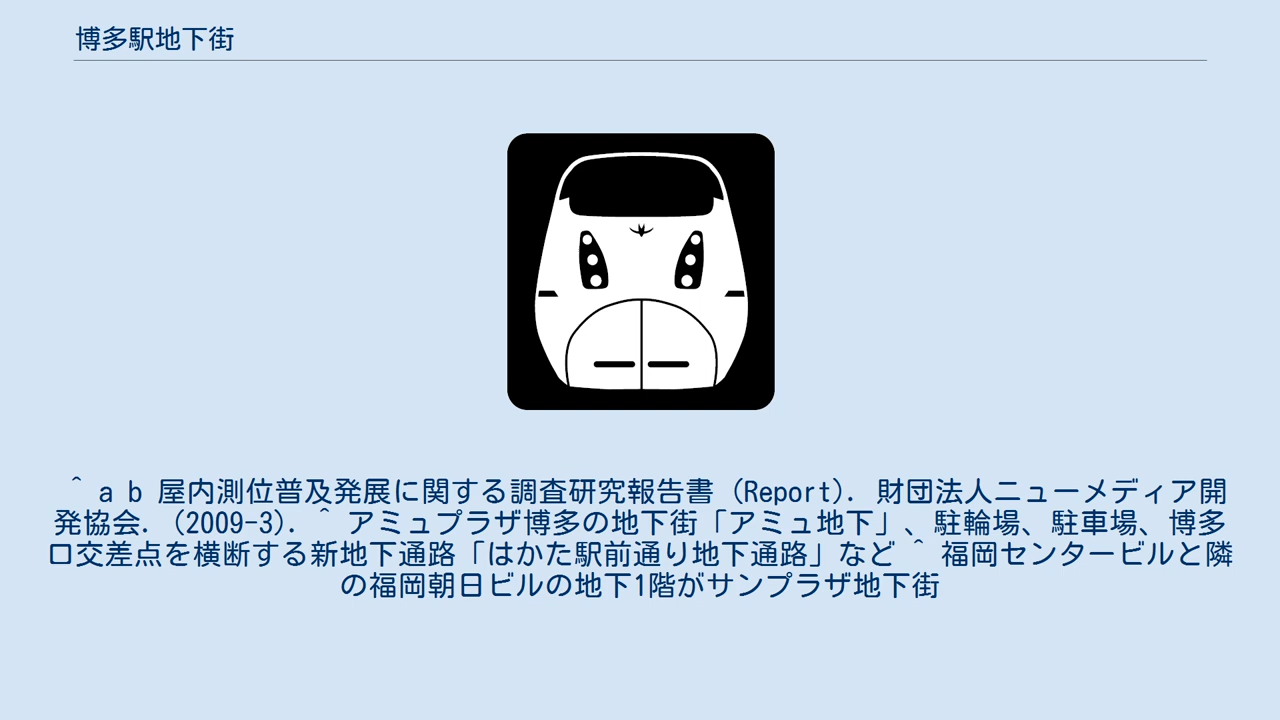 博多駅地下街
^ a b 屋内測位普及発展に関する調査研究報告書 (Report). 財団法人ニューメディア開
発協会. (2009-3). ^ アミュプラザ博多の地下街「アミュ地下」、駐輪場、駐車場、博多
口交差点を横断する新地下通路「はかた駅前通り地下通路」など ^ 福岡センタービルと隣
の福岡朝日ビルの地下1階がサンプラザ地下街